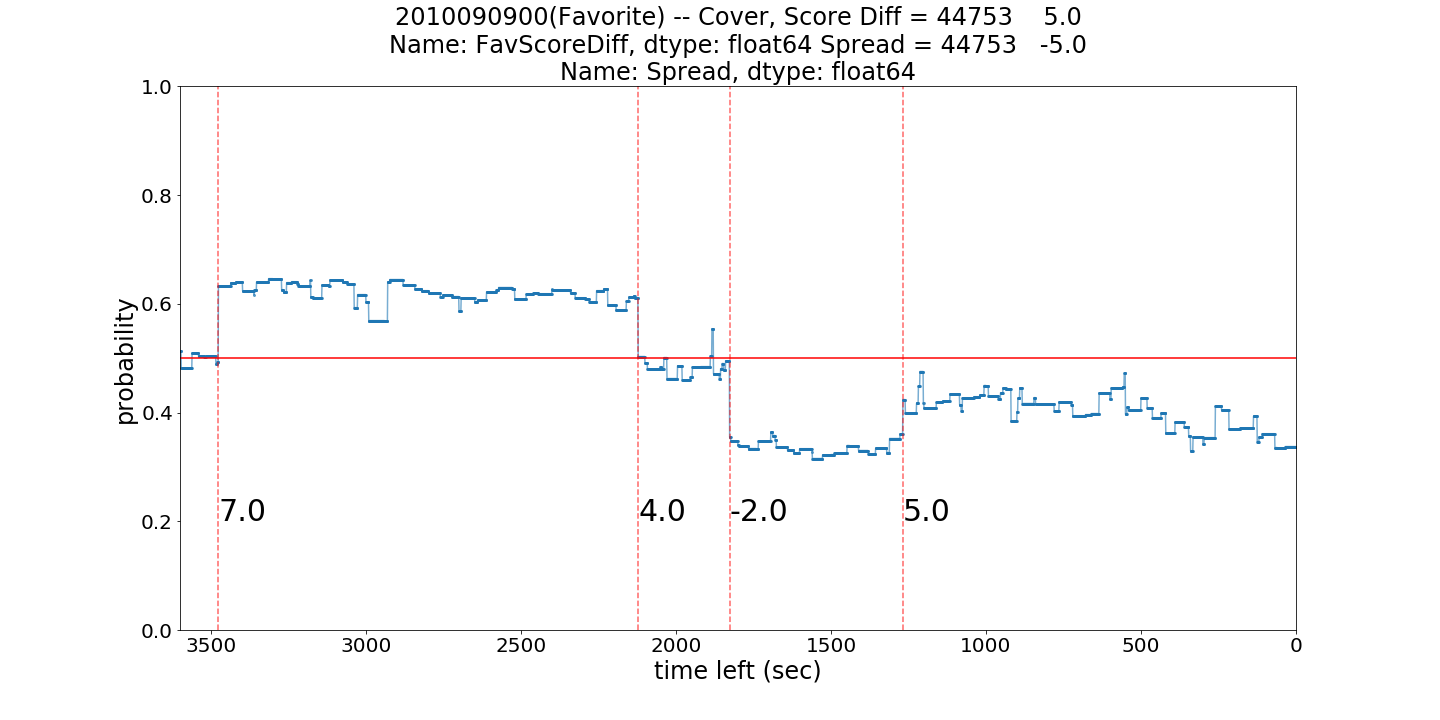 2010090900(Favorite) -- Cover, Score Diff = 44753    5.0
Name: FavScoreDiff, dtype: float64 Spread = 44753   -5.0
Name: Spread, dtype: float64
1.0
0.8
0.6
0.4
0.2
0.0
probability
7.0
4.0
-2.0
5.0
3500 3000 2500 2000 1500 1000 500 0
time left (sec)